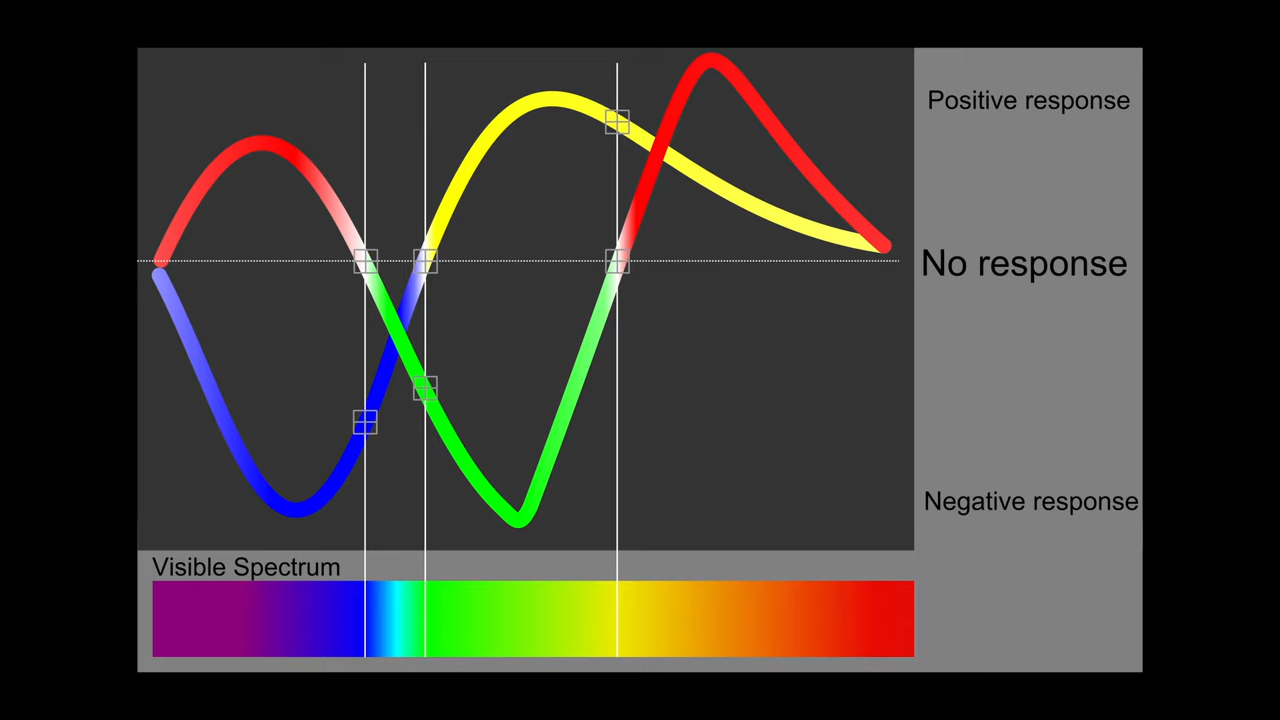 Positive response
No response
Negative response
Visible Spectrum